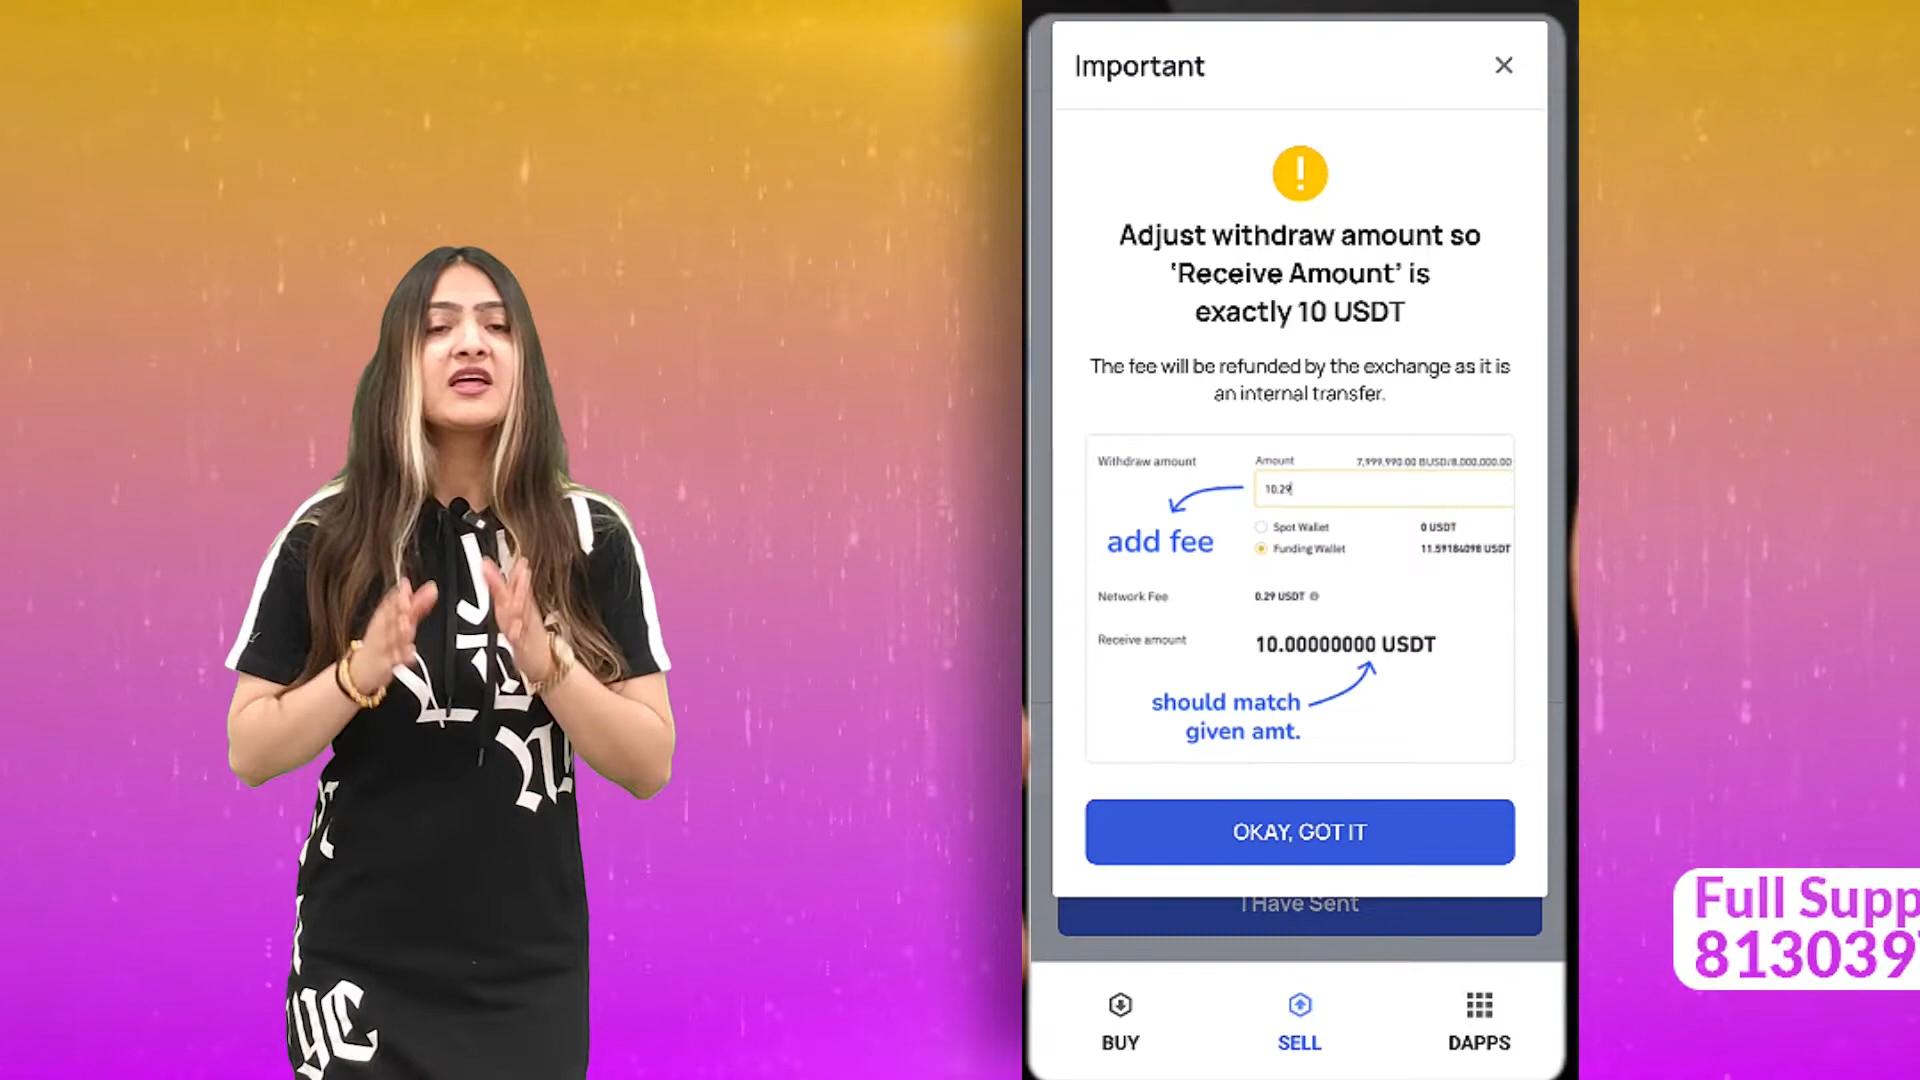 Important
Adjust withdraw amount so
‘Receive Amount’ is
exactly 10 USDT
The fee will be refunded by the exchange as it is
an internal transfer.
Withdraw amount
Amount 7,999,990.00 BUSD/8,000,000.00
10.29
add fee
Spot Wallet 0 USDT
Funding Wallet 11.59184098 USDT
Network Fee 0.29 USDT
Receive amount 10.00000000 USDT
should match
given amt.
OKAY, GOT IT
I Have Sent
BUY SELL DAPPS
Full Supp
813039